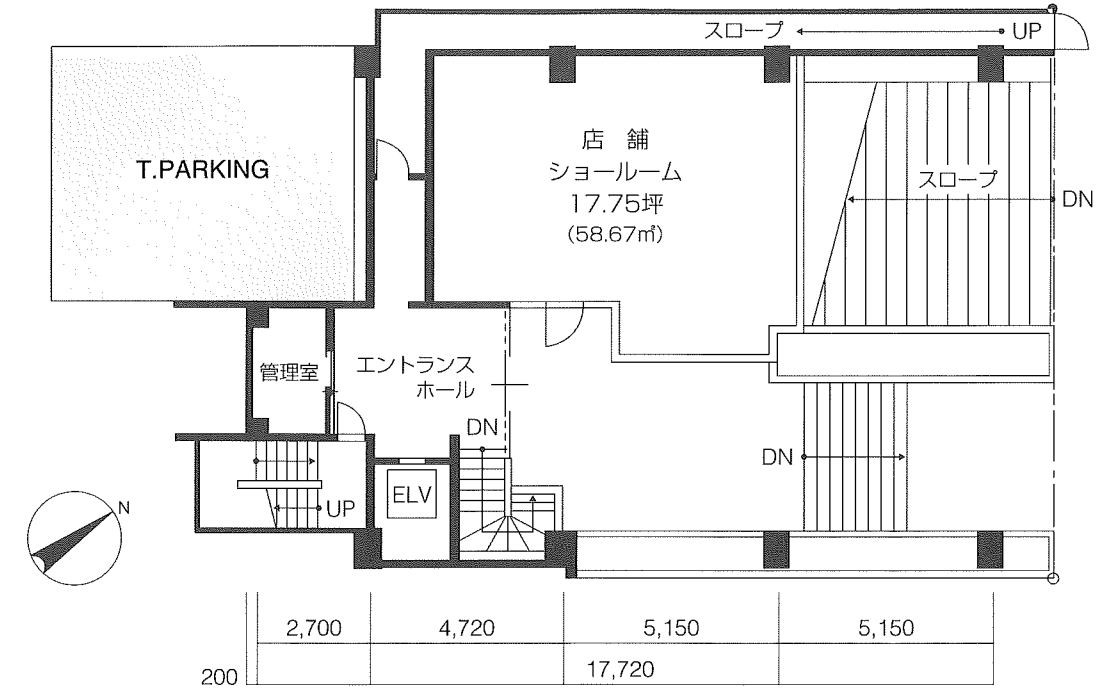 スロープ UP
T.PARKING
店 舗
ショールーム
17.75坪
(58.67㎡)
スロープ
DN
管理室
エントランス
ホール
DN
DN
ELV
UP
N
2,700 4,720 5,150 5,150
200 17,720